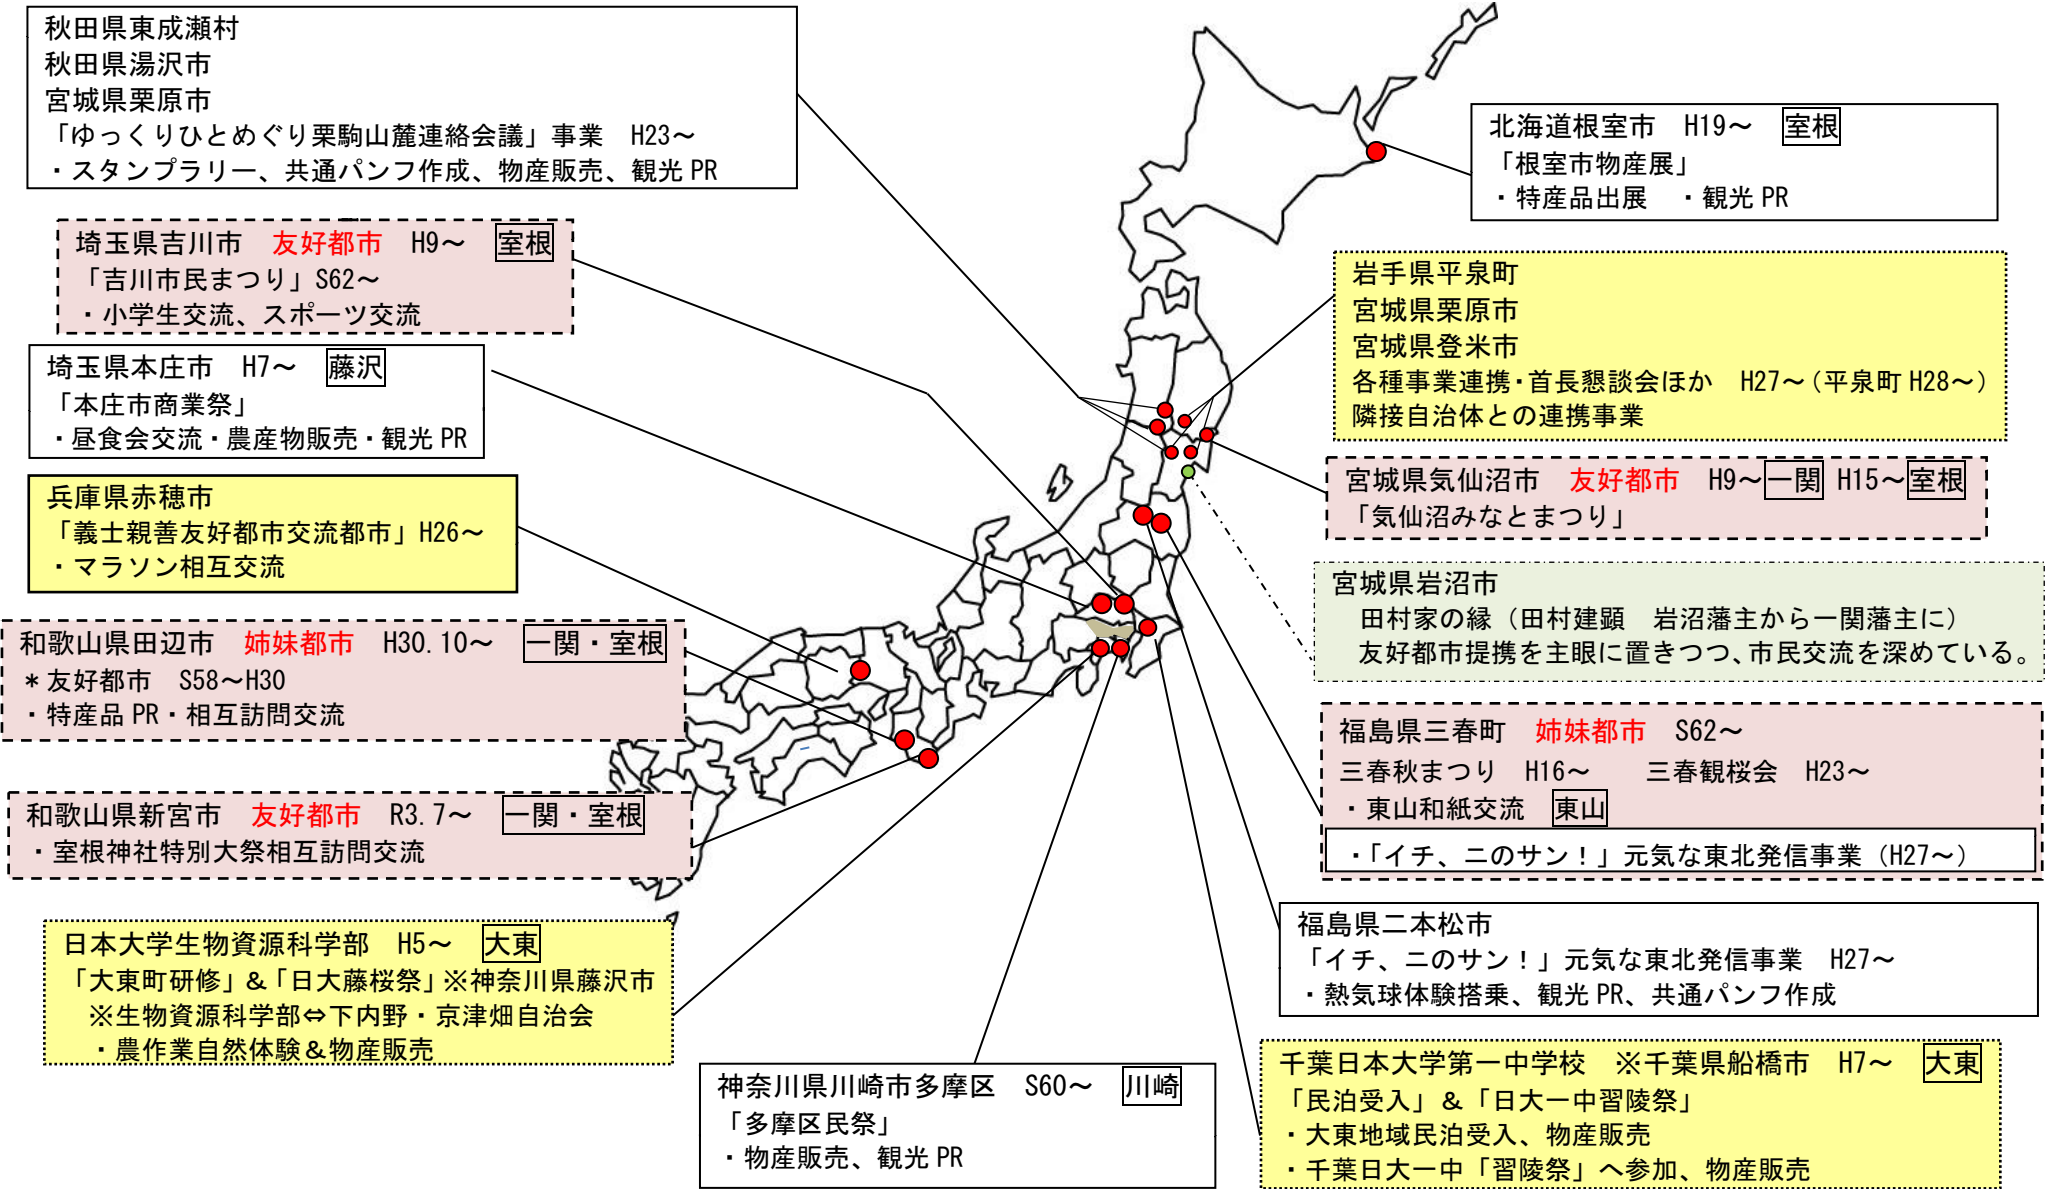 秋田県東成瀬村
秋田県湯沢市
宮城県栗原市
「ゆっくりひとめぐり栗駒山麓連絡会議」事業　H23～
・スタンプラリー、共通パンフ作成、物産販売、観光 PR
埼玉県吉川市　友好都市　H9～　室根
「吉川市民まつり」S62～
・小学生交流、スポーツ交流
埼玉県本庄市　H7～　藤沢
「本庄市商業祭」
・昼食会交流・農産物販売・観光 PR
兵庫県赤穂市
「義士親善友好都市交流都市」H26～
・マラソン相互交流
和歌山県田辺市　姉妹都市　H30.10～　一関・室根
＊友好都市　S58～H30
・特産品 PR・相互訪問交流
和歌山県新宮市　友好都市　R3.7～　一関・室根
・室根神社特別大祭相互訪問交流
日本大学生物資源科学部　H5～　大東
「大東町研修」＆「日大藤桜祭」※神奈川県藤沢市
※生物資源科学部⇔下内野・京津畑自治会
・農作業自然体験＆物産販売
神奈川県川崎市多摩区　S60～　川崎
「多摩区民祭」
・物産販売、観光 PR
北海道根室市　H19～　室根
「根室市物産展」
・特産品出展　・観光 PR
岩手県平泉町
宮城県栗原市
宮城県登米市
各種事業連携・首長懇談会ほか　H27～（平泉町 H28～）
隣接自治体との連携事業
宮城県気仙沼市　友好都市　H9～一関　H15～室根
「気仙沼みなとまつり」
宮城県岩沼市
田村家の縁（田村建顕　岩沼藩主から一関藩主に）
友好都市提携を主眼に置きつつ、市民交流を深めている。
福島県三春町　姉妹都市　S62～
三春秋まつり　H16～　　三春観桜会　H23～
・東山和紙交流　東山
・「イチ、ニのサン！」元気な東北発信事業（H27～）
福島県二本松市
「イチ、ニのサン！」元気な東北発信事業　H27～
・熱気球体験搭乗、観光 PR、共通パンフ作成
千葉日本大学第一中学校　※千葉県船橋市　H7～　大東
「民泊受入」＆「日大一中習陵祭」
・大東地域民泊受入、物産販売
・千葉日大一中「習陵祭」へ参加、物産販売